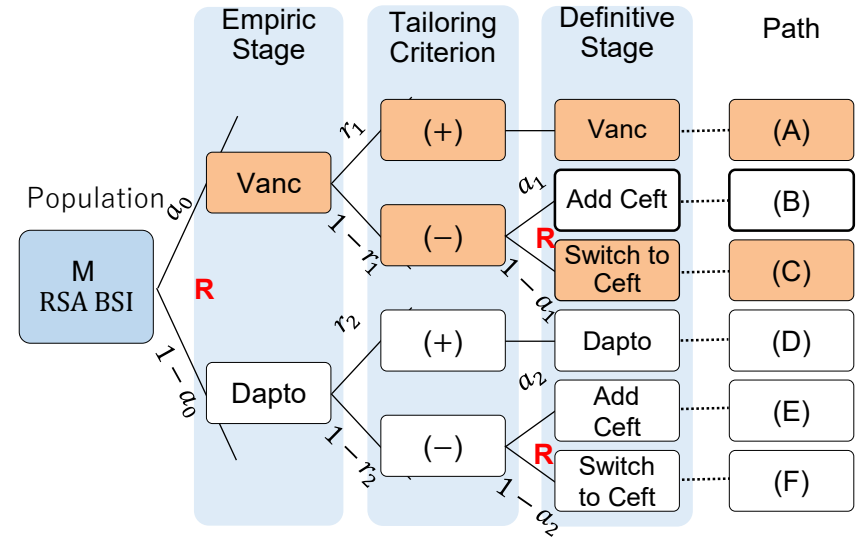 Empiric
Stage
Tailoring
Criterion
Definitive
Stage
Path
Population
M
RSA BSI
a₀
1 − a₀
R
Vanc
Dapto
r₁
1 − r₁
r₂
1 − r₂
(+)
(−)
(+)
(−)
a₁
R
1 − a₁
a₂
R
1 − a₂
Vanc
Add Ceft
Switch to
Ceft
Dapto
Add
Ceft
Switch
to Ceft
(A)
(B)
(C)
(D)
(E)
(F)